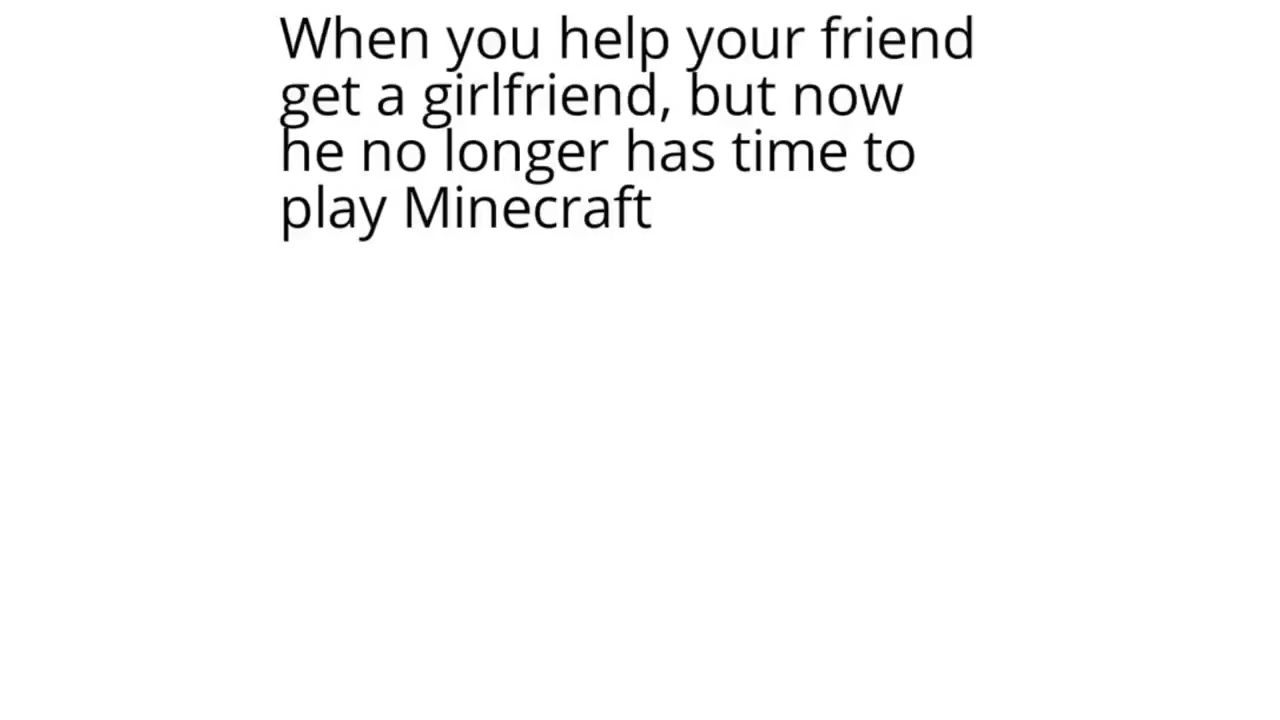 When you help your friend
get a girlfriend, but now
he no longer has time to
play Minecraft